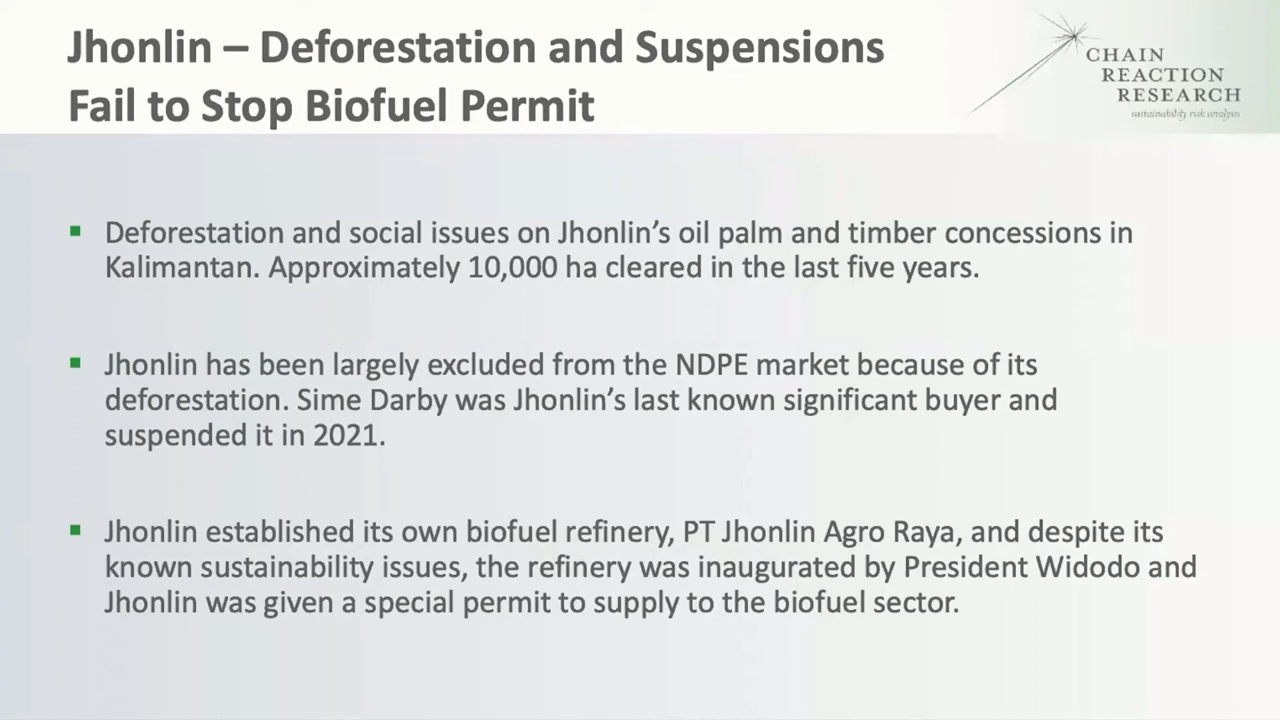 Jhonlin – Deforestation and Suspensions
Fail to Stop Biofuel Permit
CHAIN
REACTION
RESEARCH
sustainability risk analysis
▪ Deforestation and social issues on Jhonlin’s oil palm and timber concessions in
Kalimantan. Approximately 10,000 ha cleared in the last five years.
▪ Jhonlin has been largely excluded from the NDPE market because of its
deforestation. Sime Darby was Jhonlin’s last known significant buyer and
suspended it in 2021.
▪ Jhonlin established its own biofuel refinery, PT Jhonlin Agro Raya, and despite its
known sustainability issues, the refinery was inaugurated by President Widodo and
Jhonlin was given a special permit to supply to the biofuel sector.